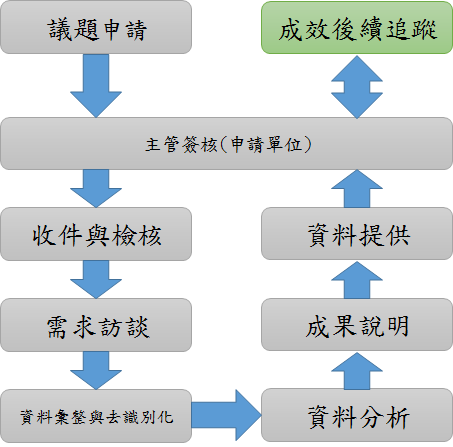 議題申請
成效後續追蹤
主管簽核(申請單位)
收件與檢核
資料提供
需求訪談
成果說明
資料彙整與去識別化
資料分析